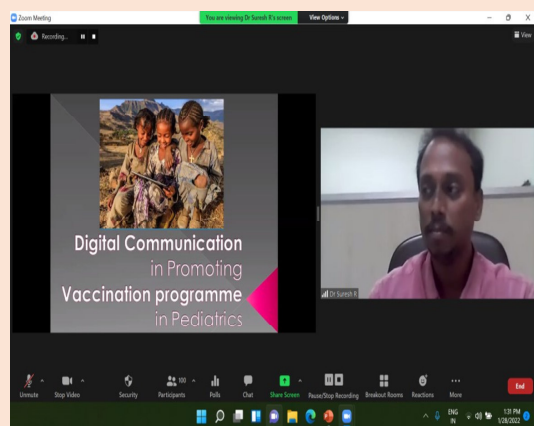 Zoom Meeting
You are viewing Dr Suresh R's screen
View Options
Recording...
View
Digital Communication
in Promoting
Vaccination programme
in Pediatrics
Dr Suresh R
Unmute
Stop Video
Security
100
Participants
Polls
Chat
Share Screen
Pause/Stop Recording
Breakout Rooms
Reactions
More
End
ENG
IN
1:31 PM
1/28/2022